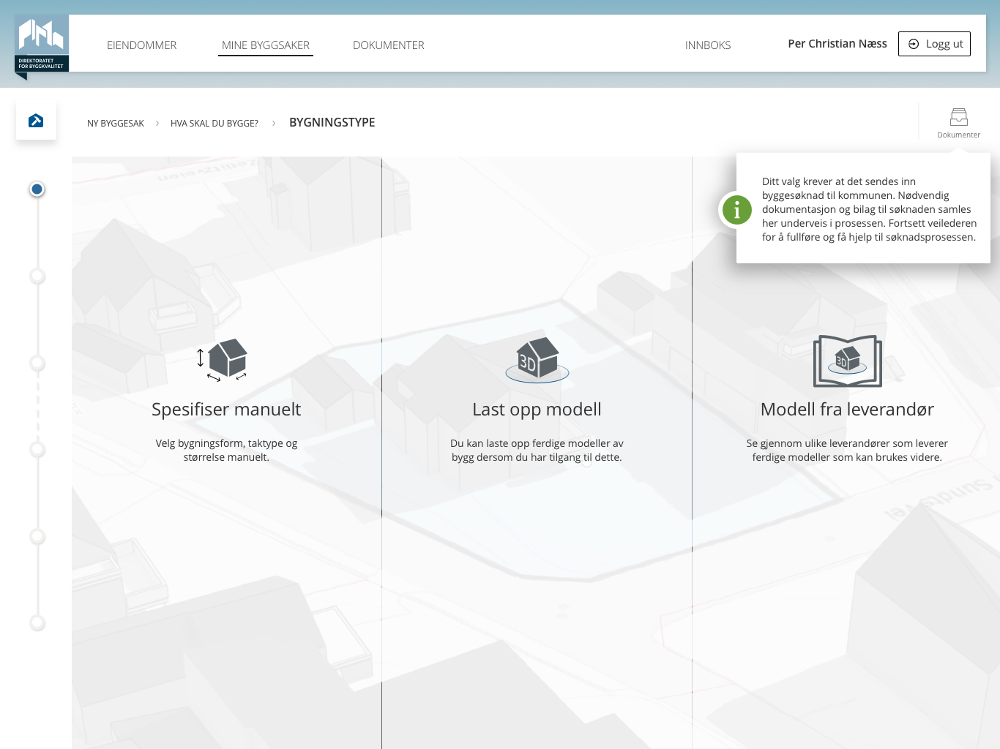 DIREKTORATET
FOR BYGGKVALITET
EIENDOMMER
MINE BYGGSAKER
DOKUMENTER
INNBOKS
Per Christian Næss
Logg ut
NY BYGGESAK › HVA SKAL DU BYGGE? › BYGNINGSTYPE
Dokumenter
Ditt valg krever at det sendes inn
byggesøknad til kommunen. Nødvendig
dokumentasjon og bilag til søknaden samles
her underveis i prosessen. Fortsett veilederen
for å fullføre og få hjelp til søknadsprosessen.
Spesifiser manuelt
Velg bygningsform, taktype og
størrelse manuelt.
3D
Last opp modell
Du kan laste opp ferdige modeller av
bygg dersom du har tilgang til dette.
3D
Modell fra leverandør
Se gjennom ulike leverandører som leverer
ferdige modeller som kan brukes videre.